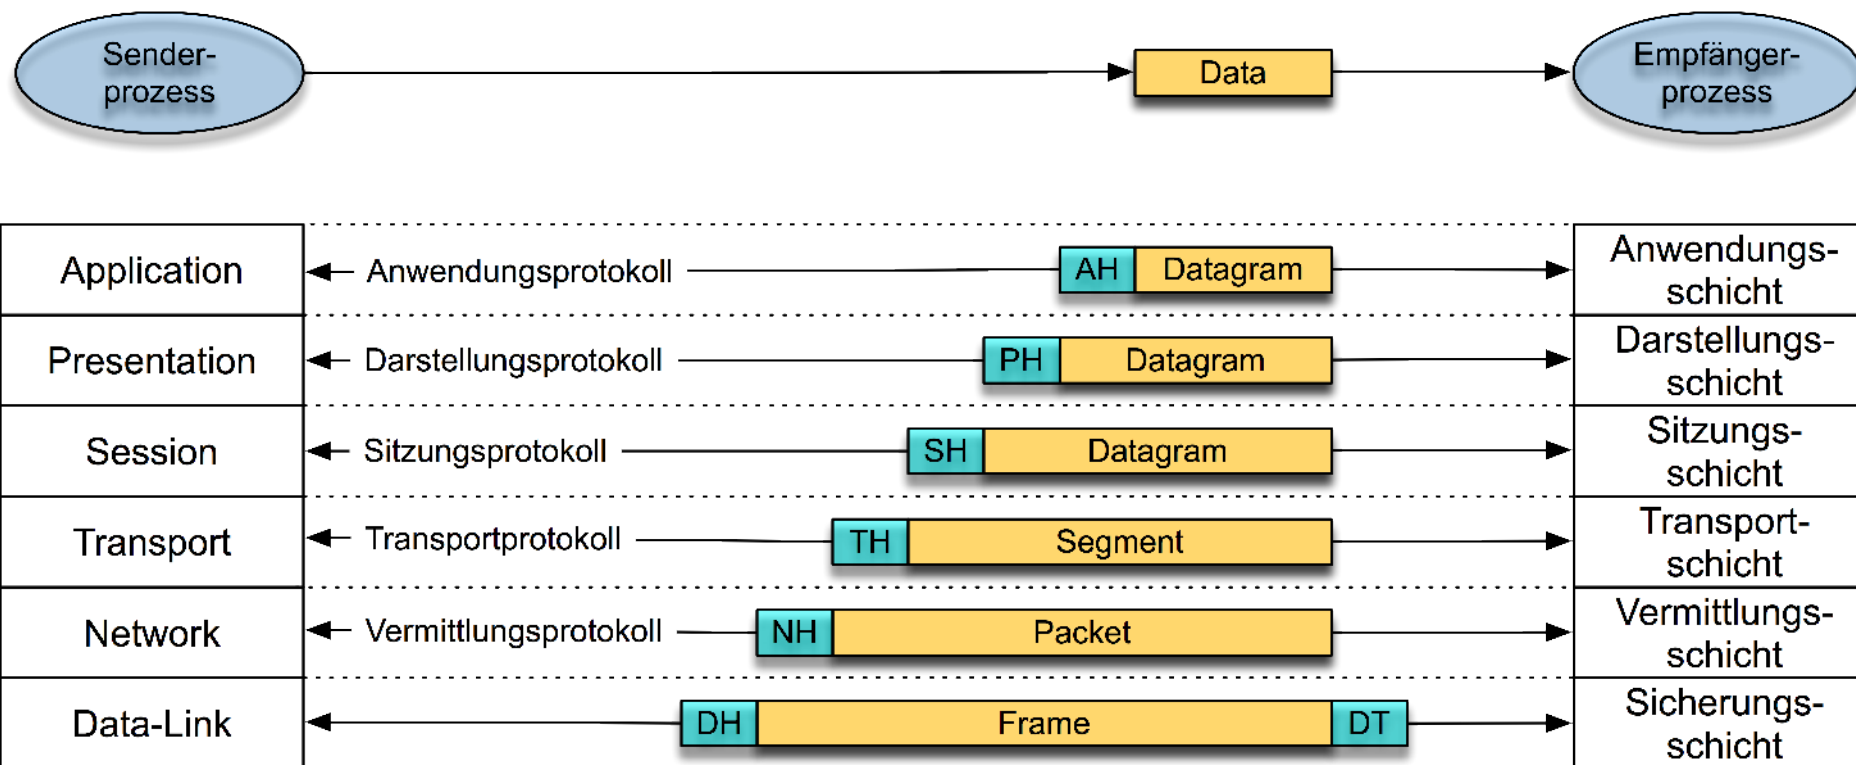 Sender-
prozess
Data
Empfänger-
prozess
Application
Anwendungsprotokoll
AH
Datagram
Anwendungs-
schicht
Presentation
Darstellungsprotokoll
PH
Datagram
Darstellungs-
schicht
Session
Sitzungsprotokoll
SH
Datagram
Sitzungs-
schicht
Transport
Transportprotokoll
TH
Segment
Transport-
schicht
Network
Vermittlungsprotokoll
NH
Packet
Vermittlungs-
schicht
Data-Link
DH
Frame
DT
Sicherungs-
schicht